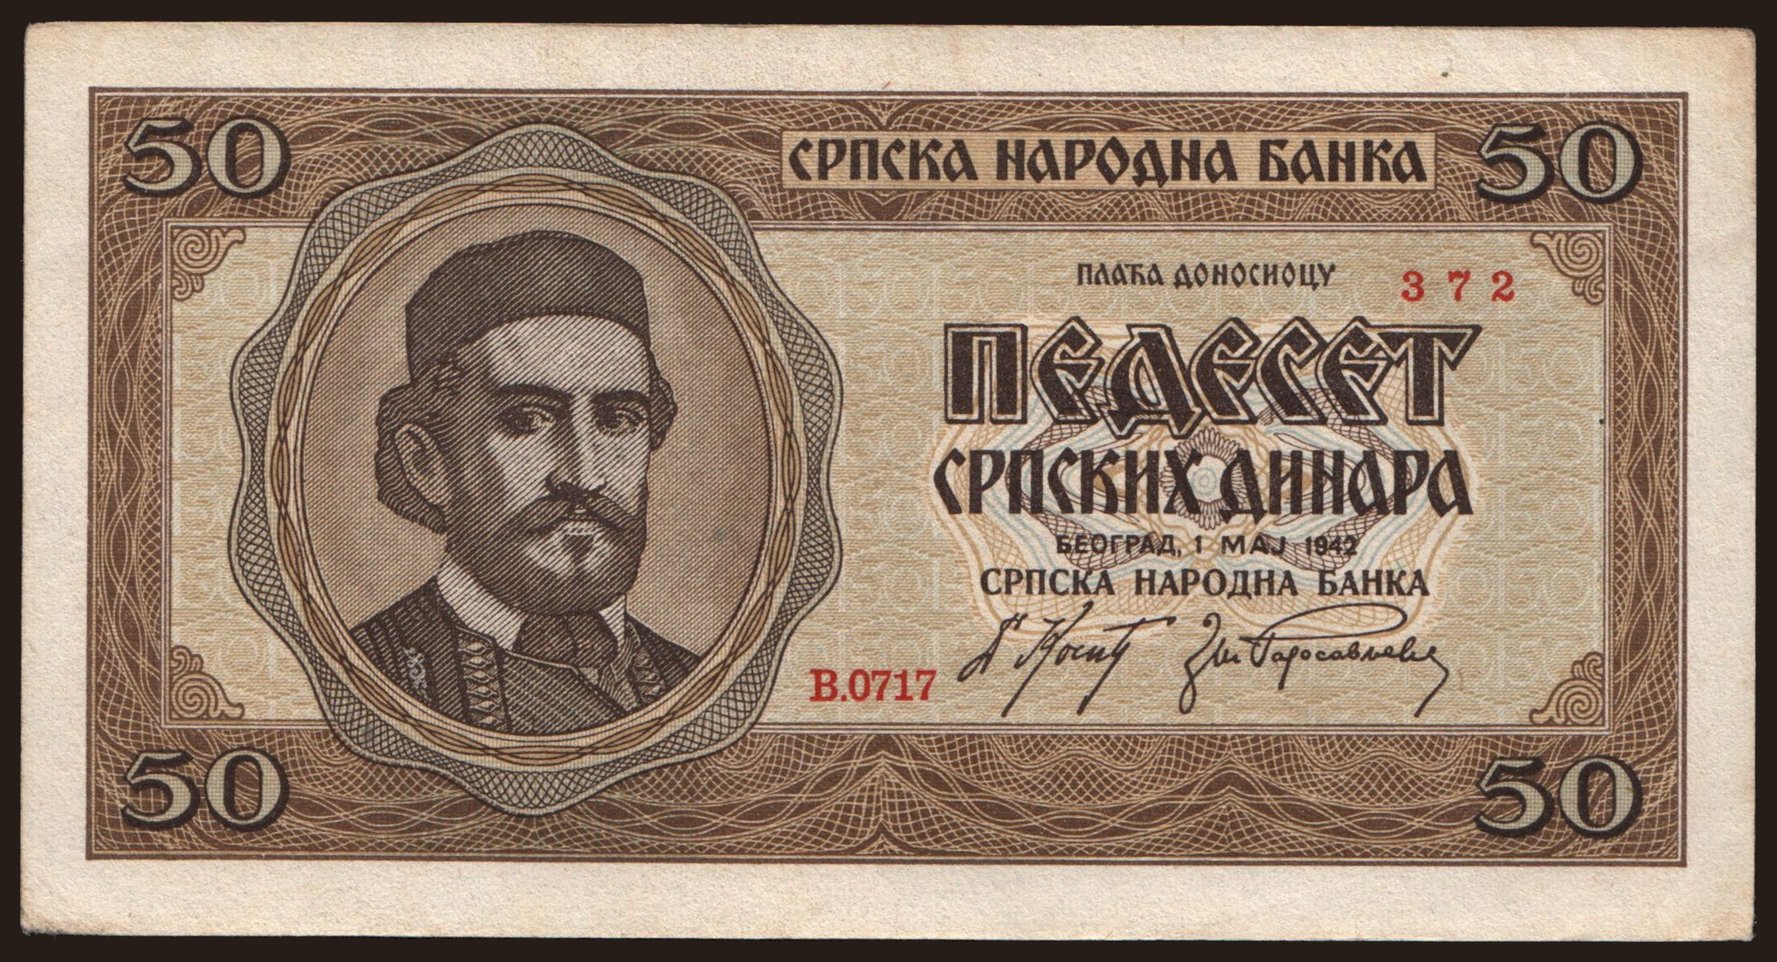 50 СРПСКА НАРОДНА БАНКА 50
ПЛАЋА ДОНОСИОЦУ 372
ПЕДЕСЕТ
СРПСКИХ ДИНАРА
БЕОГРАД, 1 МАЈ 1942
СРПСКА НАРОДНА БАНКА
B.0717
50 50